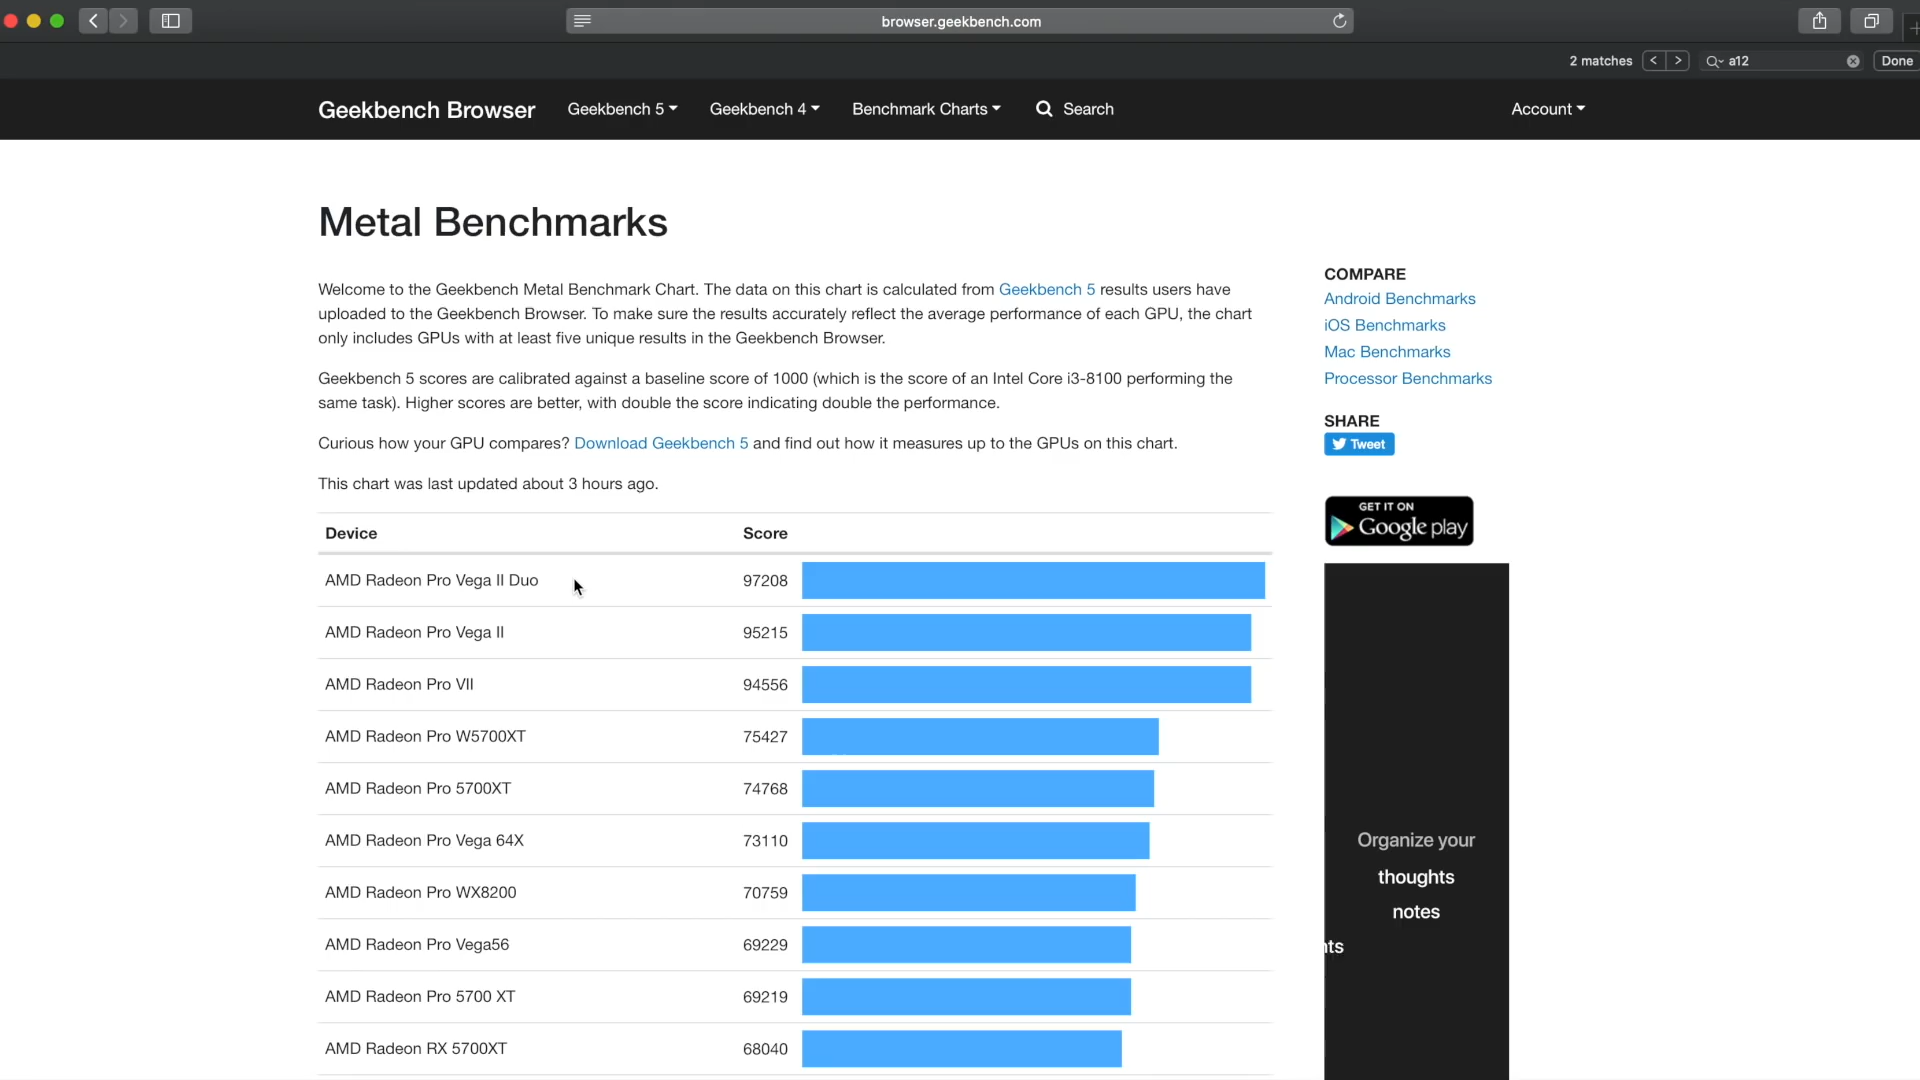 browser.geekbench.com
2 matches
a12
Done
Geekbench Browser
Geekbench 5
Geekbench 4
Benchmark Charts
Search
Account
Metal Benchmarks
Welcome to the Geekbench Metal Benchmark Chart. The data on this chart is calculated from Geekbench 5 results users have
uploaded to the Geekbench Browser. To make sure the results accurately reflect the average performance of each GPU, the chart
only includes GPUs with at least five unique results in the Geekbench Browser.
Geekbench 5 scores are calibrated against a baseline score of 1000 (which is the score of an Intel Core i3-8100 performing the
same task). Higher scores are better, with double the score indicating double the performance.
Curious how your GPU compares? Download Geekbench 5 and find out how it measures up to the GPUs on this chart.
This chart was last updated about 3 hours ago.
Device Score
AMD Radeon Pro Vega II Duo 97208
AMD Radeon Pro Vega II 95215
AMD Radeon Pro VII 94556
AMD Radeon Pro W5700XT 75427
AMD Radeon Pro 5700XT 74768
AMD Radeon Pro Vega 64X 73110
AMD Radeon Pro WX8200 70759
AMD Radeon Pro Vega56 69229
AMD Radeon Pro 5700 XT 69219
AMD Radeon RX 5700XT 68040
COMPARE
Android Benchmarks
iOS Benchmarks
Mac Benchmarks
Processor Benchmarks
SHARE
Tweet
GET IT ON
Google play
Organize your
thoughts
notes
nts